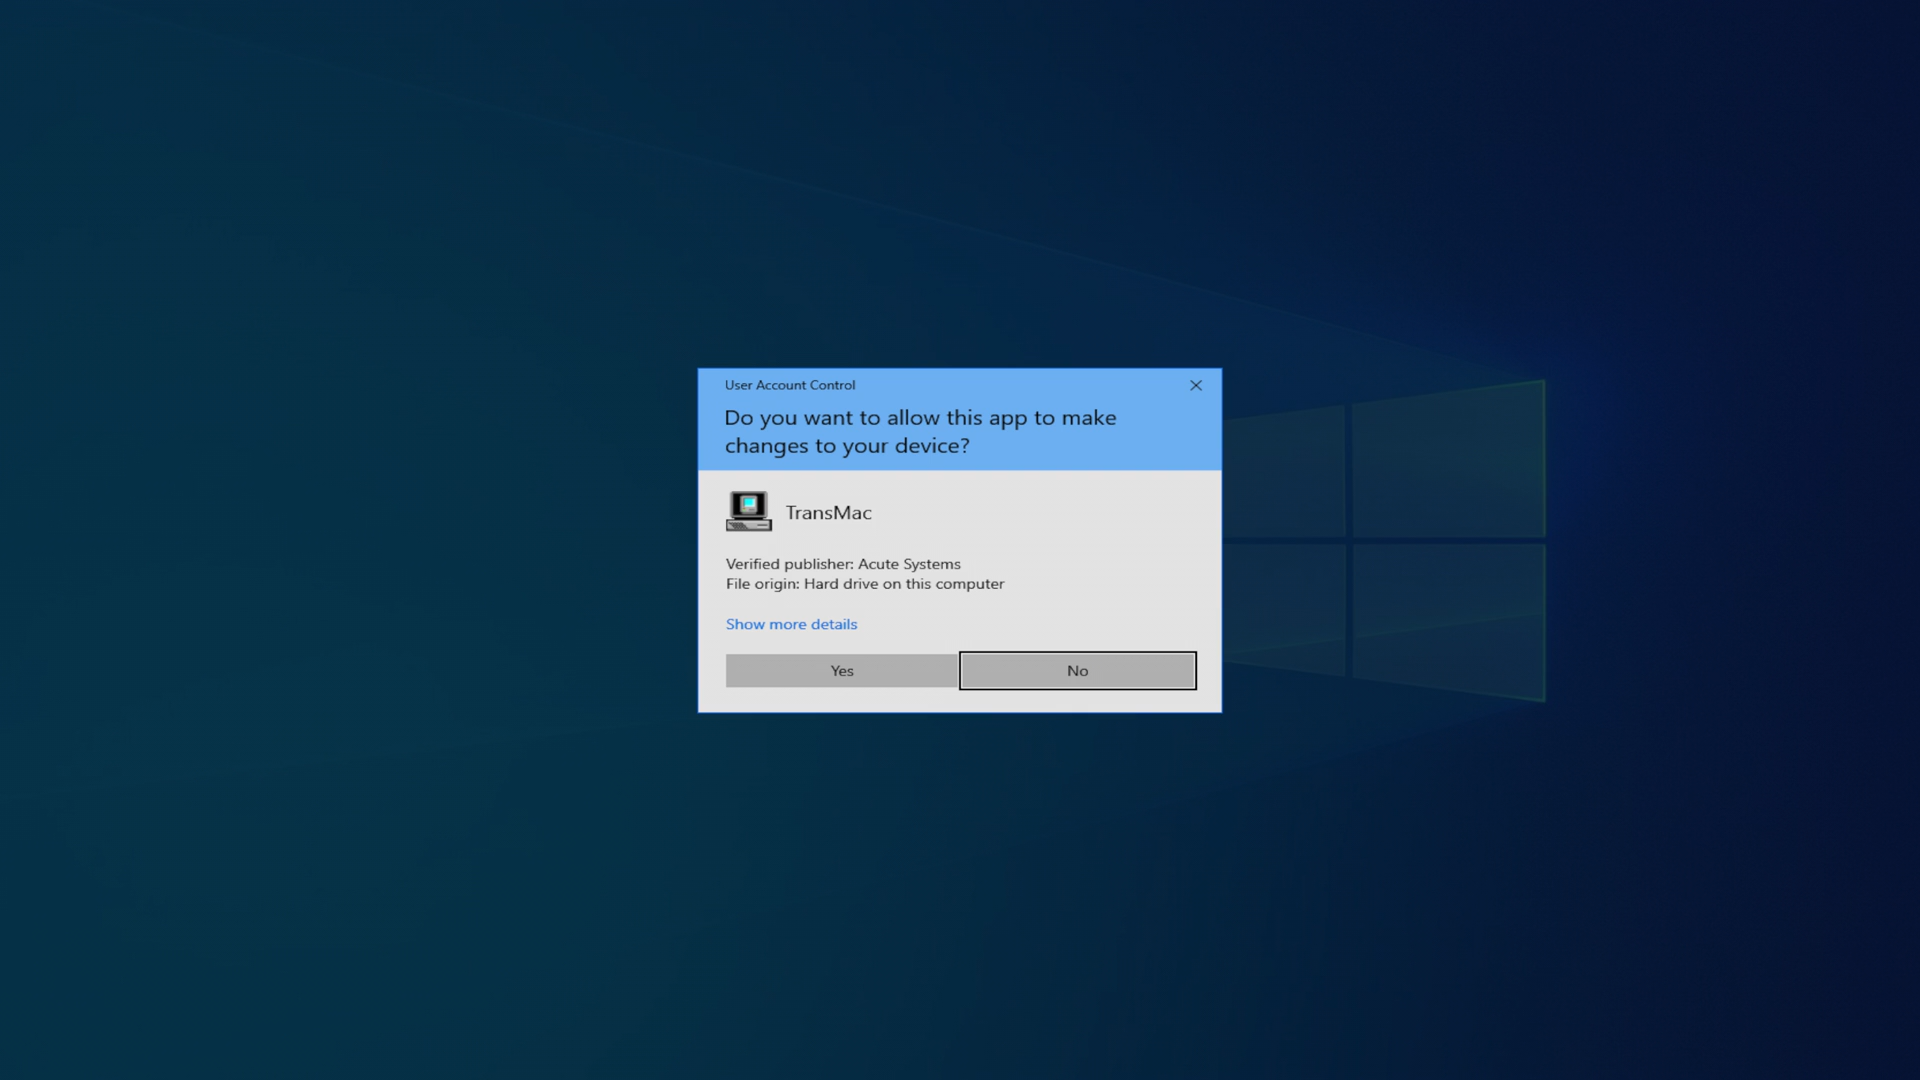 User Account Control
Do you want to allow this app to make
changes to your device?
TransMac
Verified publisher: Acute Systems
File origin: Hard drive on this computer
Show more details
Yes
No